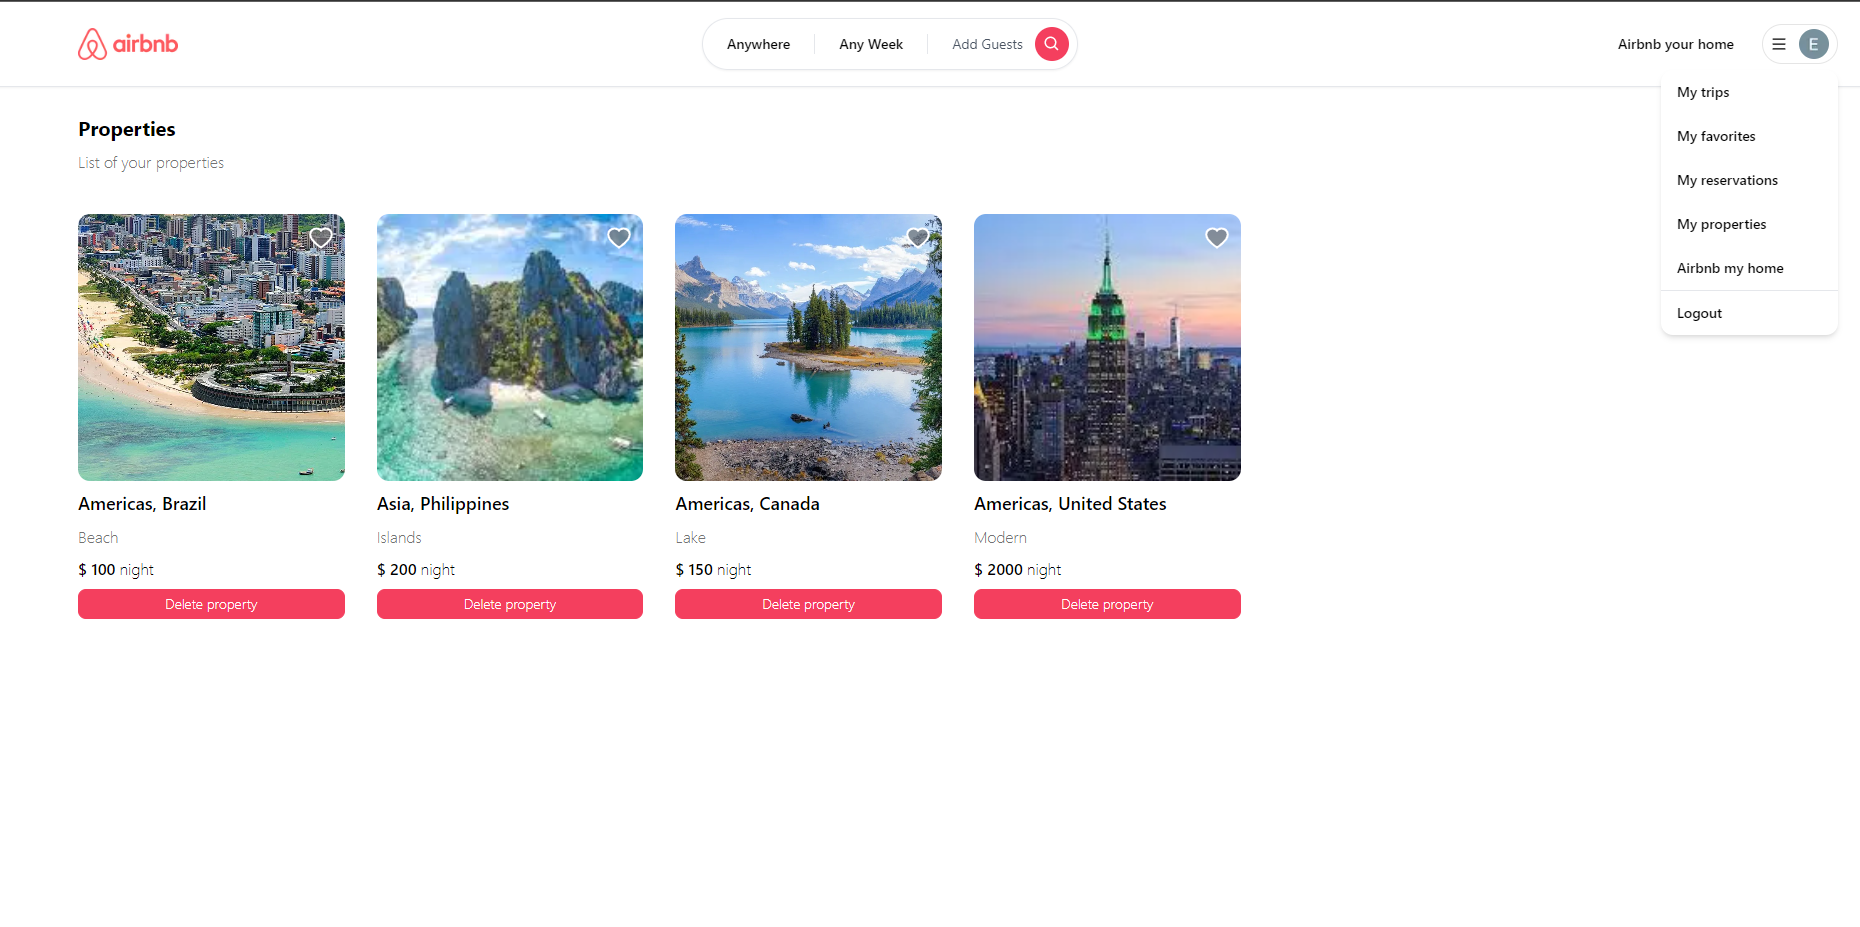 airbnb
Anywhere
Any Week
Add Guests
Airbnb your home
E
My trips
My favorites
My reservations
My properties
Airbnb my home
Logout
Properties
List of your properties
Americas, Brazil
Beach
$ 100 night
Delete property
Asia, Philippines
Islands
$ 200 night
Delete property
Americas, Canada
Lake
$ 150 night
Delete property
Americas, United States
Modern
$ 2000 night
Delete property